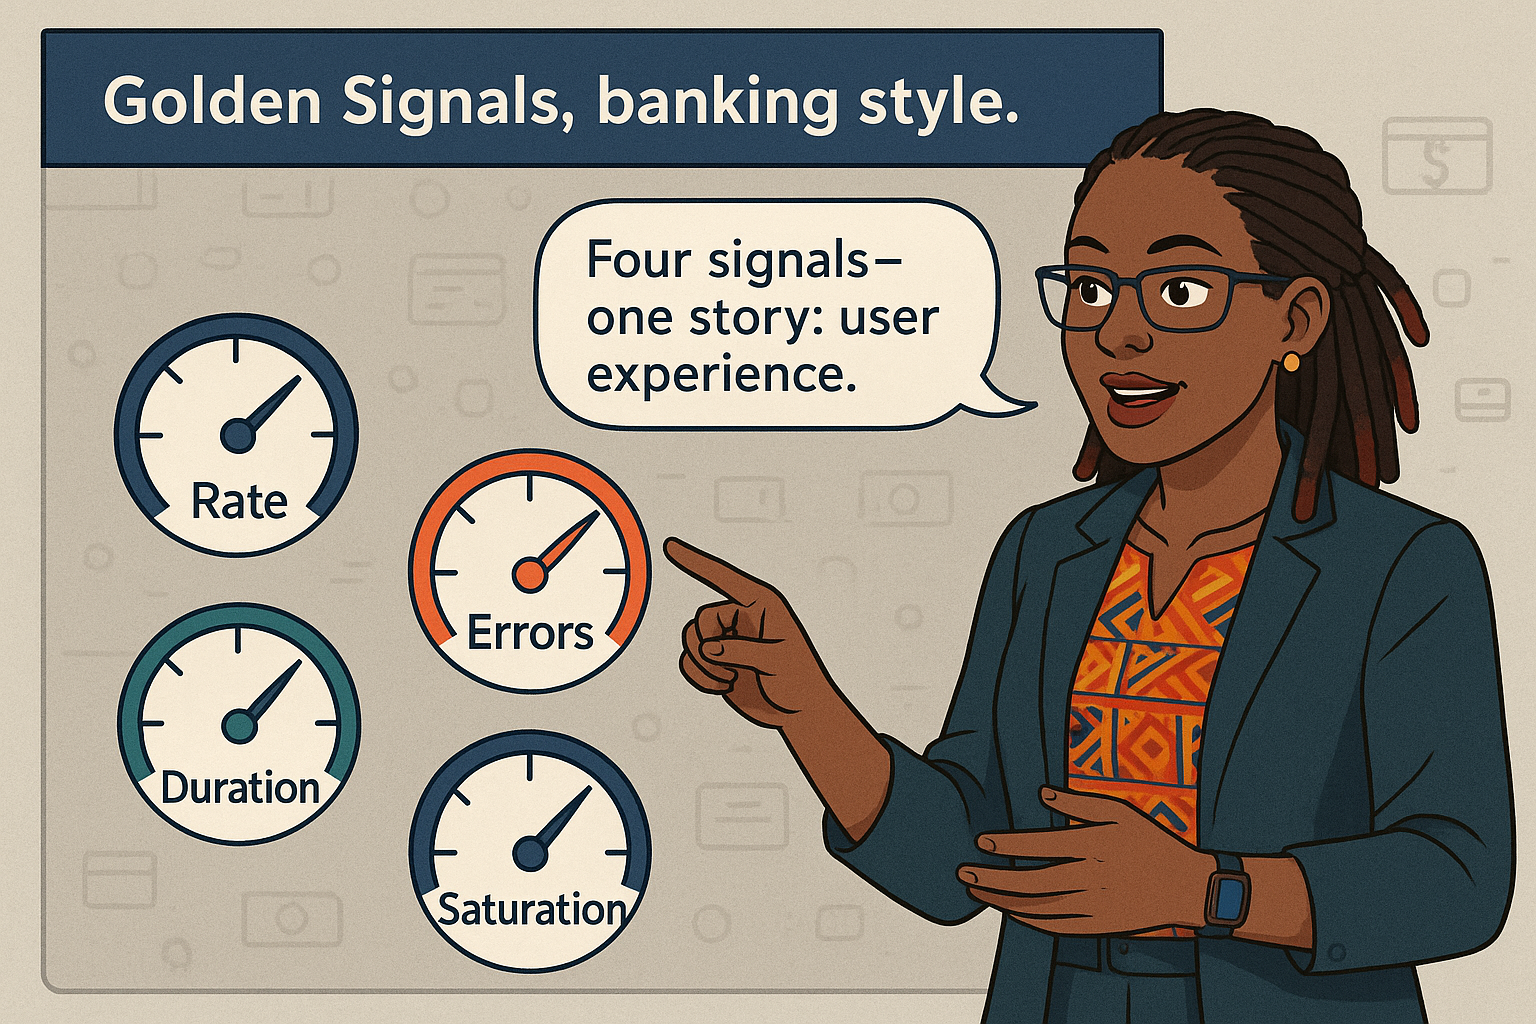 Golden Signals, banking style.
Four signals–
one story: user
experience.
Rate
Errors
Duration
Saturation
$